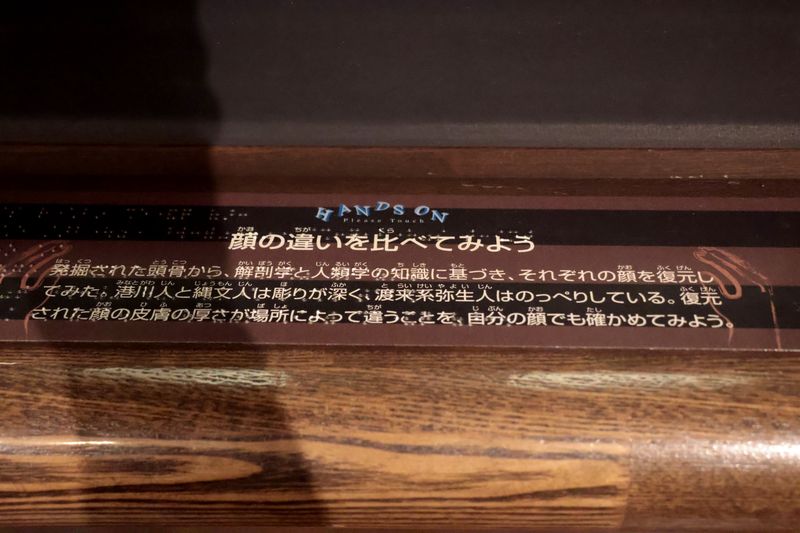 HANDS ON
Please Touch
顔の違いを比べてみよう
発掘された頭骨から、解剖学と人類学の知識に基づき、それぞれの顔を復元し
てみた。港川人と縄文人は彫りが深く、渡来系弥生人はのっぺりしている。復元
された顔の皮膚の厚さが場所によって違うことを、自分の顔でも確かめてみよう。